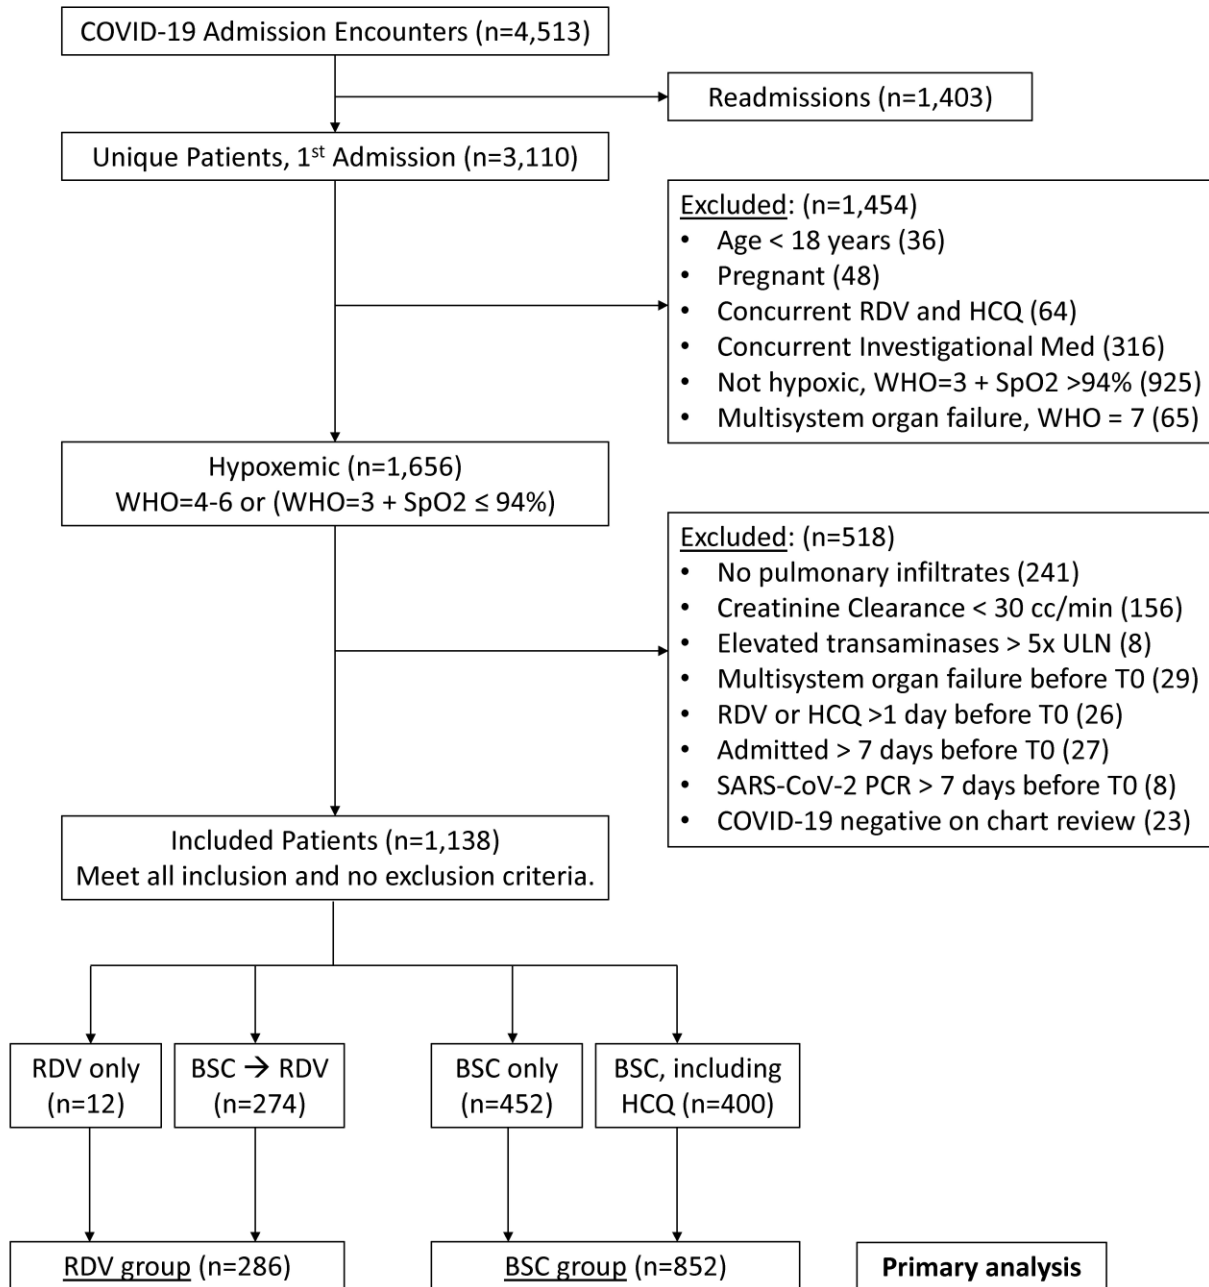 COVID-19 Admission Encounters (n=4,513)
Readmissions (n=1,403)
Unique Patients, 1st Admission (n=3,110)
Excluded: (n=1,454)
• Age < 18 years (36)
• Pregnant (48)
• Concurrent RDV and HCQ (64)
• Concurrent Investigational Med (316)
• Not hypoxic, WHO=3 + SpO2 >94% (925)
• Multisystem organ failure, WHO = 7 (65)
Hypoxemic (n=1,656)
WHO=4-6 or (WHO=3 + SpO2 ≤ 94%)
Excluded: (n=518)
• No pulmonary infiltrates (241)
• Creatinine Clearance < 30 cc/min (156)
• Elevated transaminases > 5x ULN (8)
• Multisystem organ failure before T0 (29)
• RDV or HCQ >1 day before T0 (26)
• Admitted > 7 days before T0 (27)
• SARS-CoV-2 PCR > 7 days before T0 (8)
• COVID-19 negative on chart review (23)
Included Patients (n=1,138)
Meet all inclusion and no exclusion criteria.
RDV only
(n=12)
BSC → RDV
(n=274)
BSC only
(n=452)
BSC, including
HCQ (n=400)
RDV group (n=286)
BSC group (n=852)
Primary analysis